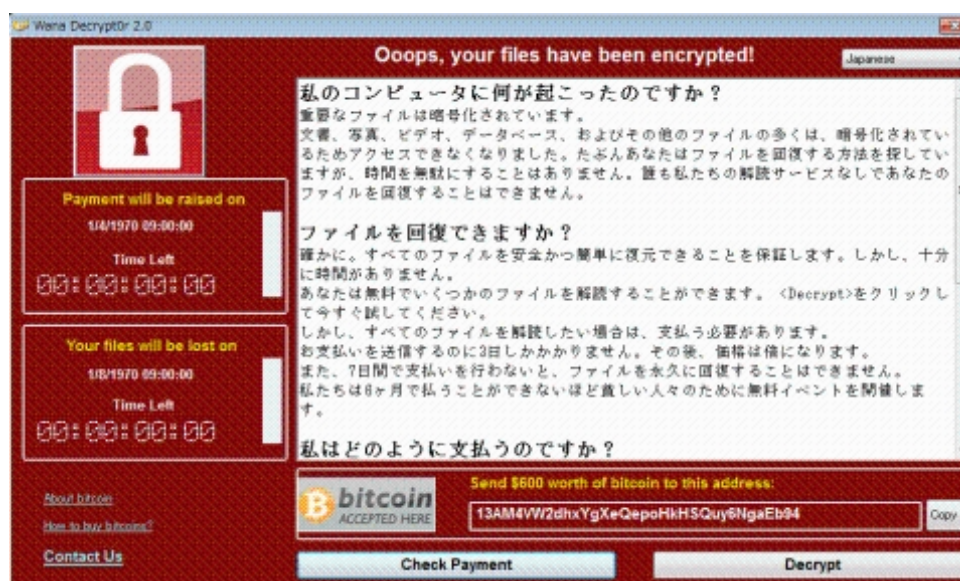 Wana Decrypt0r 2.0
Ooops, your files have been encrypted!
Japanese
Payment will be raised on
1/4/1970 09:00:00
Time Left
00:00:00:00
Your files will be lost on
1/8/1970 09:00:00
Time Left
00:00:00:00
About bitcoin
How to buy bitcoins?
Contact Us
私のコンピュータに何が起こったのですか？
重要なファイルは暗号化されています。
文書、写真、ビデオ、データベース、およびその他のファイルの多くは、暗号化されてい
るためアクセスできなくなりました。たぶんあなたはファイルを回復する方法を探してい
ますが、時間を無駄にすることはありません。誰も私たちの解読サービスなしであなたの
ファイルを回復することはできません。
ファイルを回復できますか？
確かに。すべてのファイルを安全かつ簡単に復元できることを保証します。しかし、十分
に時間がありません。
あなたは無料でいくつかのファイルを解読することができます。 <Decrypt>をクリックし
て今すぐ試してください。
しかし、すべてのファイルを解読したい場合は、支払う必要があります。
お支払いを送信するのに3日しかかかりません。その後、価格は倍になります。
また、7日間で支払いを行わないと、ファイルを永久に回復することはできません。
私たちは6ヶ月で払うことができないほど貧しい人々のために無料イベントを開催しま
す。
私はどのように支払うのですか？
bitcoin
ACCEPTED HERE
Send $600 worth of bitcoin to this address:
13AM4VW2dhxYgXeQepoHkHSQuy6NgaEb94
Copy
Check Payment
Decrypt